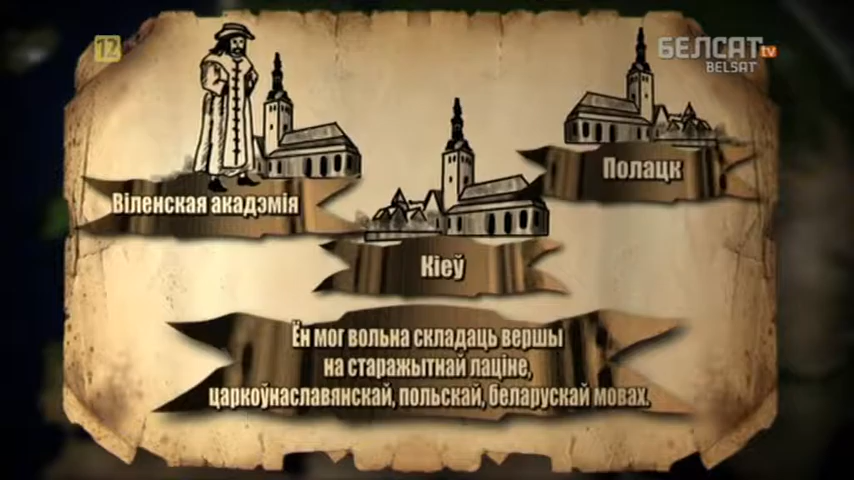 12
БЕЛСАТ tv
BELSAT
Полацк
Віленская акадэмія
Кіеў
Ён мог вольна складаць вершы
на старажытнай лаціне,
царкоўнаславянскай, польскай, беларускай мовах.